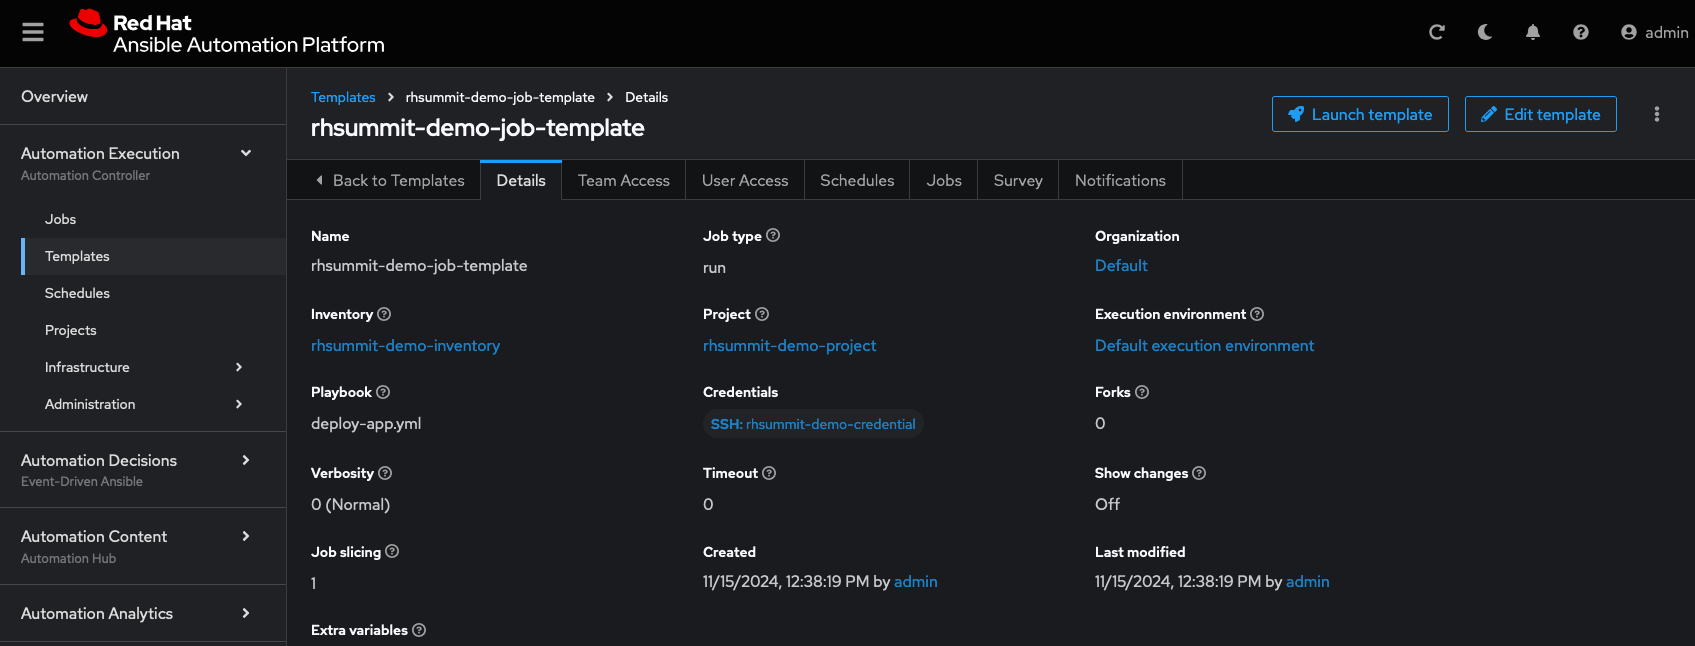 Red Hat
Ansible Automation Platform
admin
Overview
Automation Execution
Automation Controller
Jobs
Templates
Schedules
Projects
Infrastructure
Administration
Automation Decisions
Event-Driven Ansible
Automation Content
Automation Hub
Automation Analytics
Templates > rhsummit-demo-job-template > Details
rhsummit-demo-job-template
Launch template
Edit template
Back to Templates Details Team Access User Access Schedules Jobs Survey Notifications
Name
rhsummit-demo-job-template
Job type
run
Organization
Default
Inventory
rhsummit-demo-inventory
Project
rhsummit-demo-project
Execution environment
Default execution environment
Playbook
deploy-app.yml
Credentials
SSH: rhsummit-demo-credential
Forks
0
Verbosity
0 (Normal)
Timeout
0
Show changes
Off
Job slicing
1
Created
11/15/2024, 12:38:19 PM by admin
Last modified
11/15/2024, 12:38:19 PM by admin
Extra variables